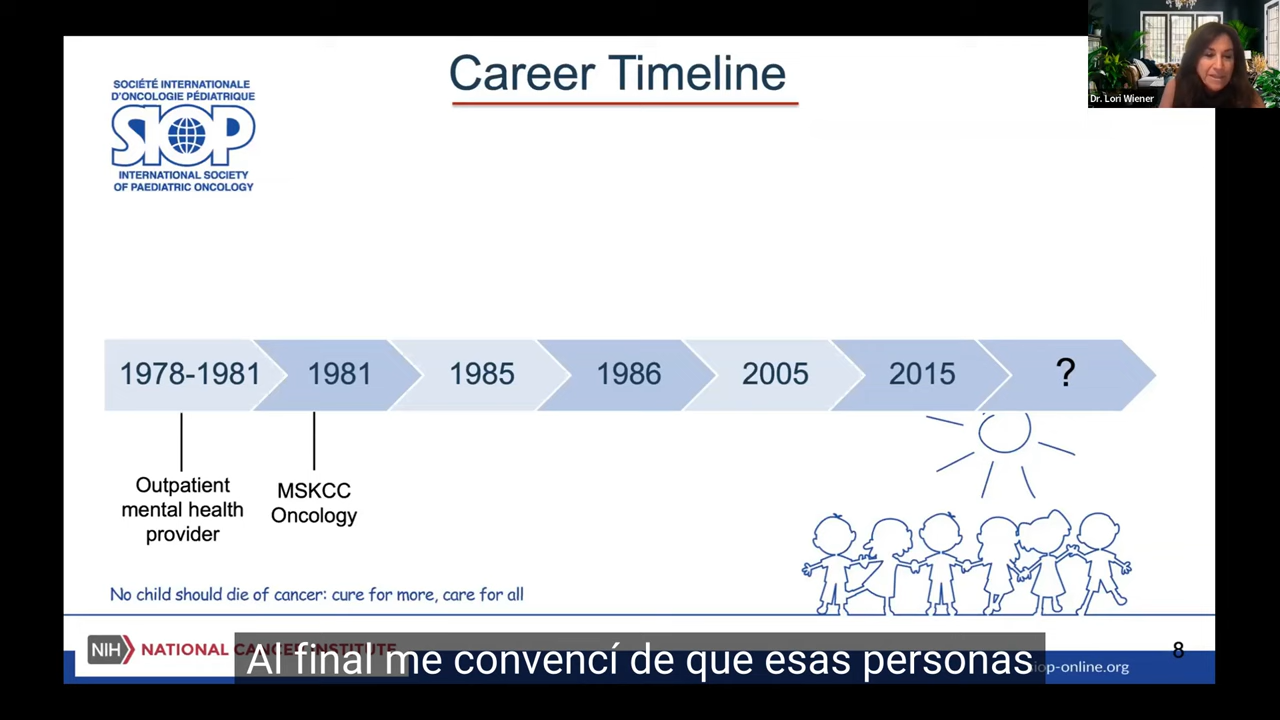 Career Timeline
Dr. Lori Wiener
SOCIÉTÉ INTERNATIONALE
D'ONCOLOGIE PÉDIATRIQUE
SIOP
INTERNATIONAL SOCIETY
OF PAEDIATRIC ONCOLOGY
1978-1981
1981
1985
1986
2005
2015
?
Outpatient
mental health
provider
MSKCC
Oncology
No child should die of cancer: cure for more, care for all
NIH
NATIONAL CANCER INSTITUTE
8
Al final me convencí de que esas personas
siop-online.org